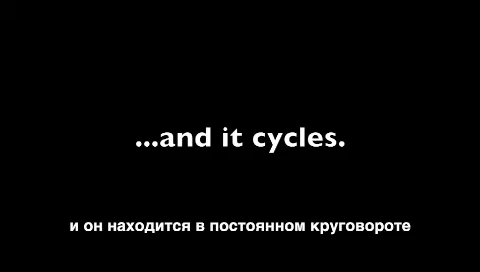 ...and it cycles.
и он находится в постоянном круговороте